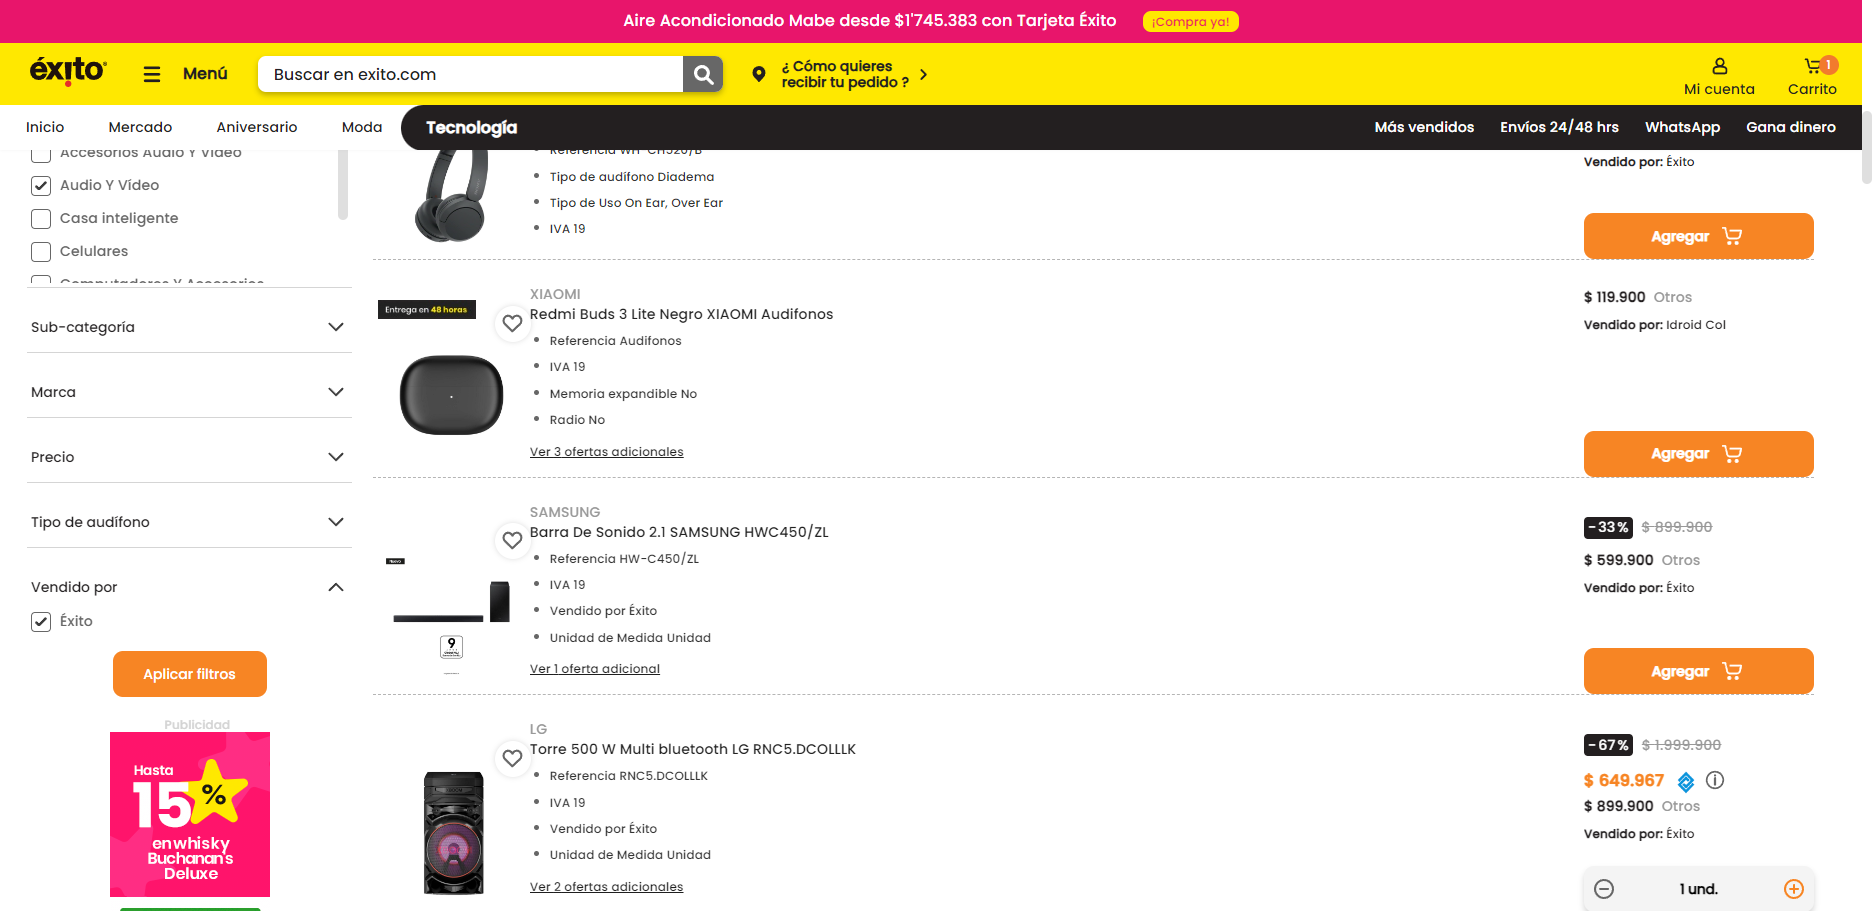 Aire Acondicionado Mabe desde $1'745.383 con Tarjeta Éxito
¡Compra ya!
éxito
Menú
Buscar en exito.com
¿ Cómo quieres
recibir tu pedido ?
Mi cuenta
1
Carrito
Inicio
Mercado
Aniversario
Moda
Tecnología
Más vendidos
Envíos 24/48 hrs
WhatsApp
Gana dinero
Accesorios Audio Y Video
Audio Y Vídeo
Casa inteligente
Celulares
Computadores Y Accesorios
Sub-categoría
Marca
Precio
Tipo de audífono
Vendido por
Éxito
Aplicar filtros
Publicidad
Hasta
15%
en whisky
Buchanan's
Deluxe
Referencia WH-CH520/B
Tipo de audífono Diadema
Tipo de Uso On Ear, Over Ear
IVA 19
Vendido por: Éxito
Agregar
Entrega en 48 horas
XIAOMI
Redmi Buds 3 Lite Negro XIAOMI Audifonos
Referencia Audifonos
IVA 19
Memoria expandible No
Radio No
Ver 3 ofertas adicionales
$ 119.900 Otros
Vendido por: Idroid Col
Agregar
Nuevo
9
SAMSUNG
Barra De Sonido 2.1 SAMSUNG HWC450/ZL
Referencia HW-C450/ZL
IVA 19
Vendido por Éxito
Unidad de Medida Unidad
Ver 1 oferta adicional
-33% $ 899.900
$ 599.900 Otros
Vendido por: Éxito
Agregar
LG
Torre 500 W Multi bluetooth LG RNC5.DCOLLLK
Referencia RNC5.DCOLLLK
IVA 19
Vendido por Éxito
Unidad de Medida Unidad
Ver 2 ofertas adicionales
-67% $ 1.999.900
$ 649.967
$ 899.900 Otros
Vendido por: Éxito
1 und.